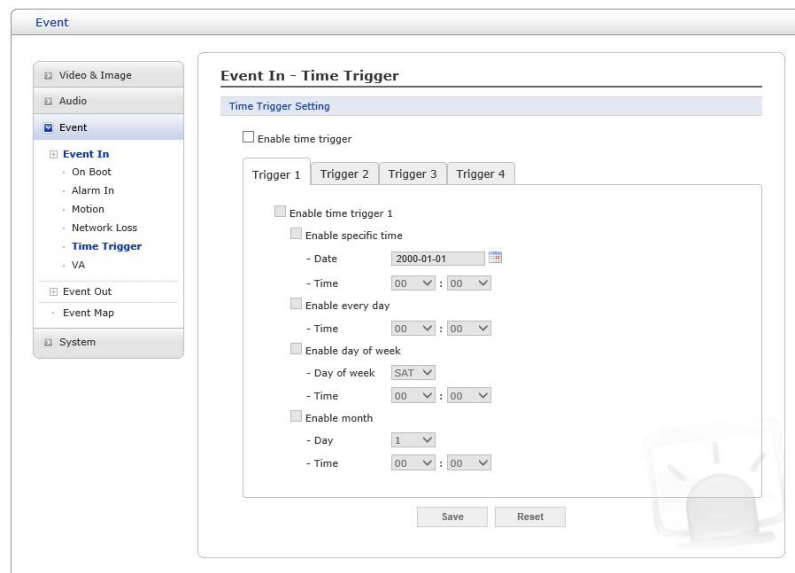 Event
Video & Image
Audio
Event
Event In
On Boot
Alarm In
Motion
Network Loss
Time Trigger
VA
Event Out
Event Map
System
Event In - Time Trigger
Time Trigger Setting
Enable time trigger
Trigger 1 Trigger 2 Trigger 3 Trigger 4
Enable time trigger 1
Enable specific time
- Date 2000-01-01
- Time 00 : 00
Enable every day
- Time 00 : 00
Enable day of week
- Day of week SAT
- Time 00 : 00
Enable month
- Day 1
- Time 00 : 00
Save Reset